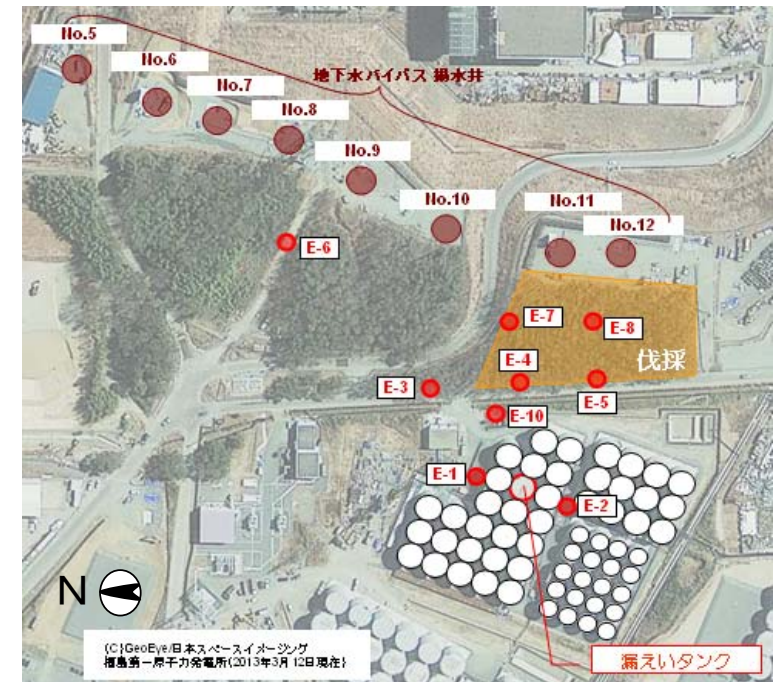 No.5
No.6
No.7
地下水バイパス 揚水井
No.8
No.9
No.10
No.11
No.12
E-6
E-7
E-8
伐採
E-4
E-3
E-5
E-10
E-1
E-2
N
(C)GeoEye/日本スペースイメージング
福島第一原子力発電所(2013年3月12日現在)
漏えいタンク